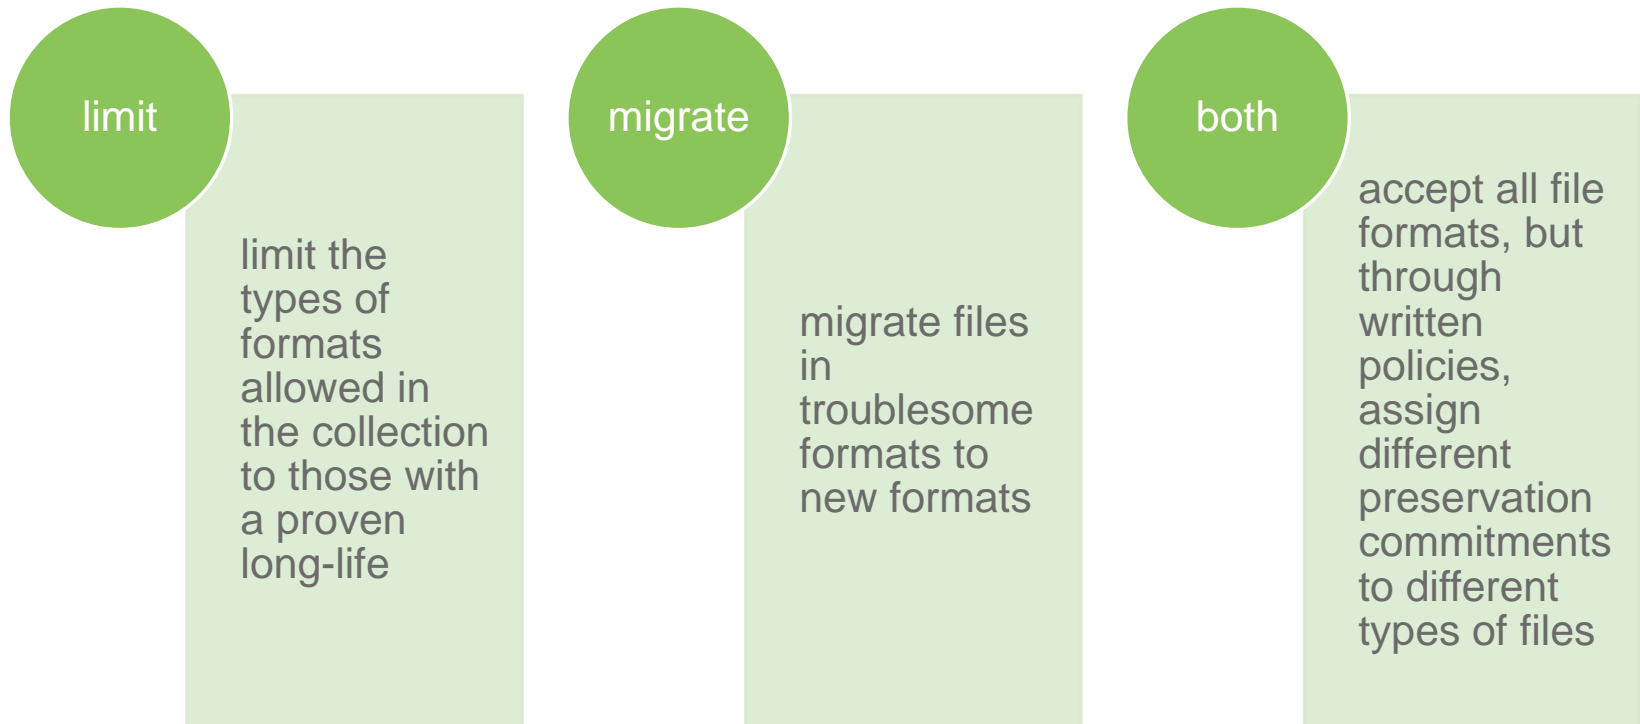 limit
limit the
types of
formats
allowed in
the collection
to those with
a proven
long-life
migrate
migrate files
in
troublesome
formats to
new formats
both
accept all file
formats, but
through
written
policies,
assign
different
preservation
commitments
to different
types of files